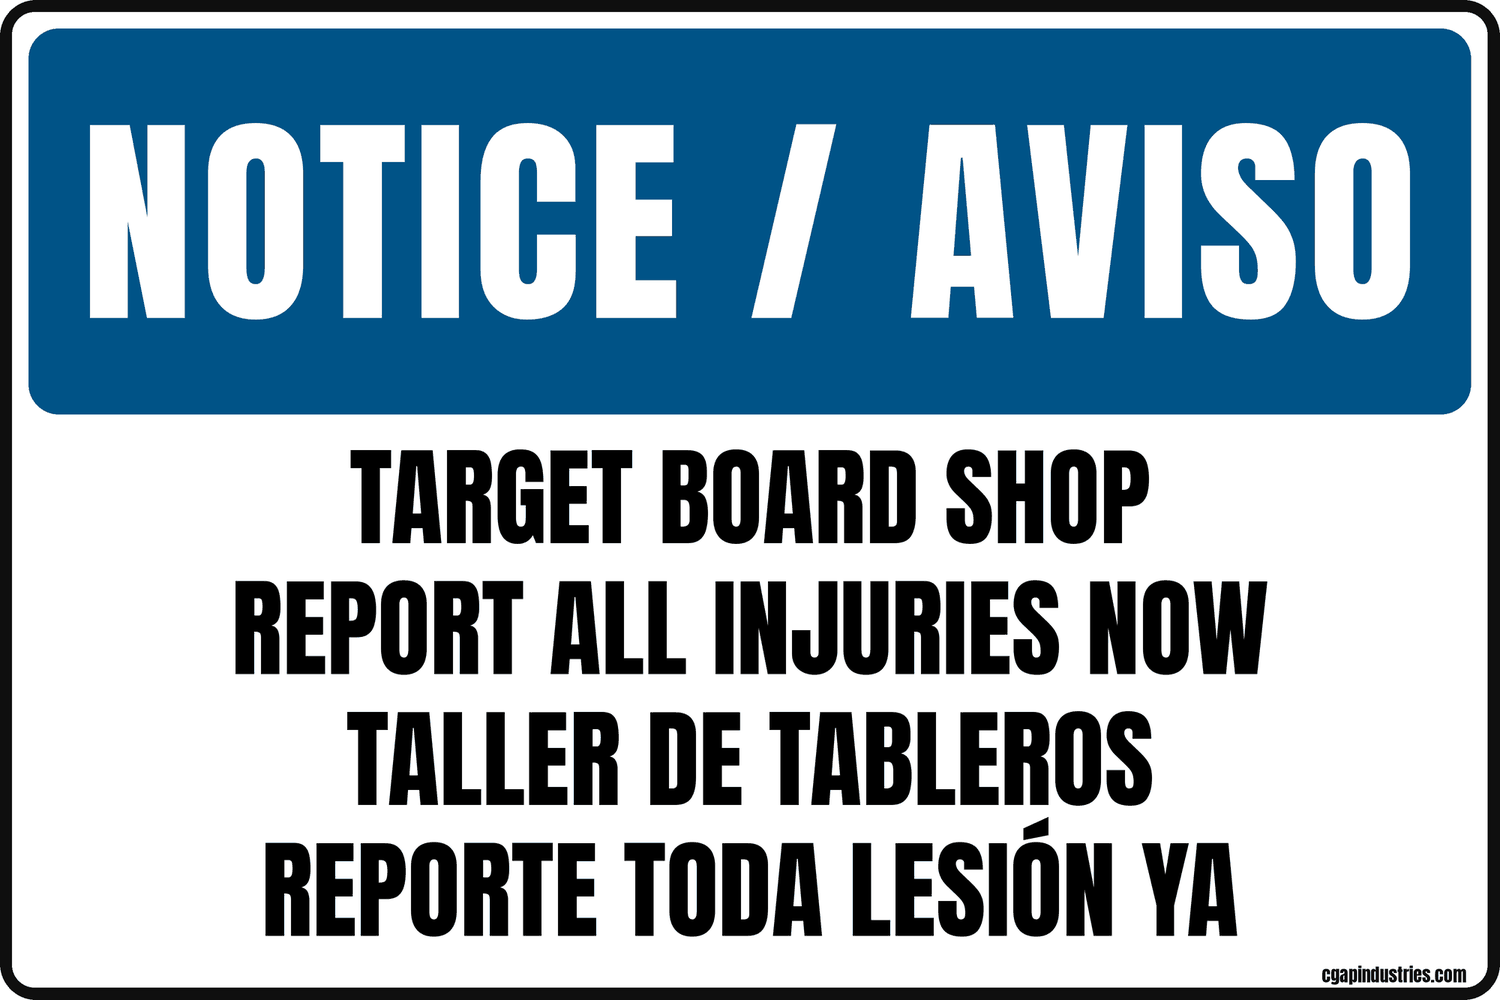 NOTICE / AVISO
TARGET BOARD SHOP
REPORT ALL INJURIES NOW
TALLER DE TABLEROS
REPORTE TODA LESIÓN YA
cgapindustries.com